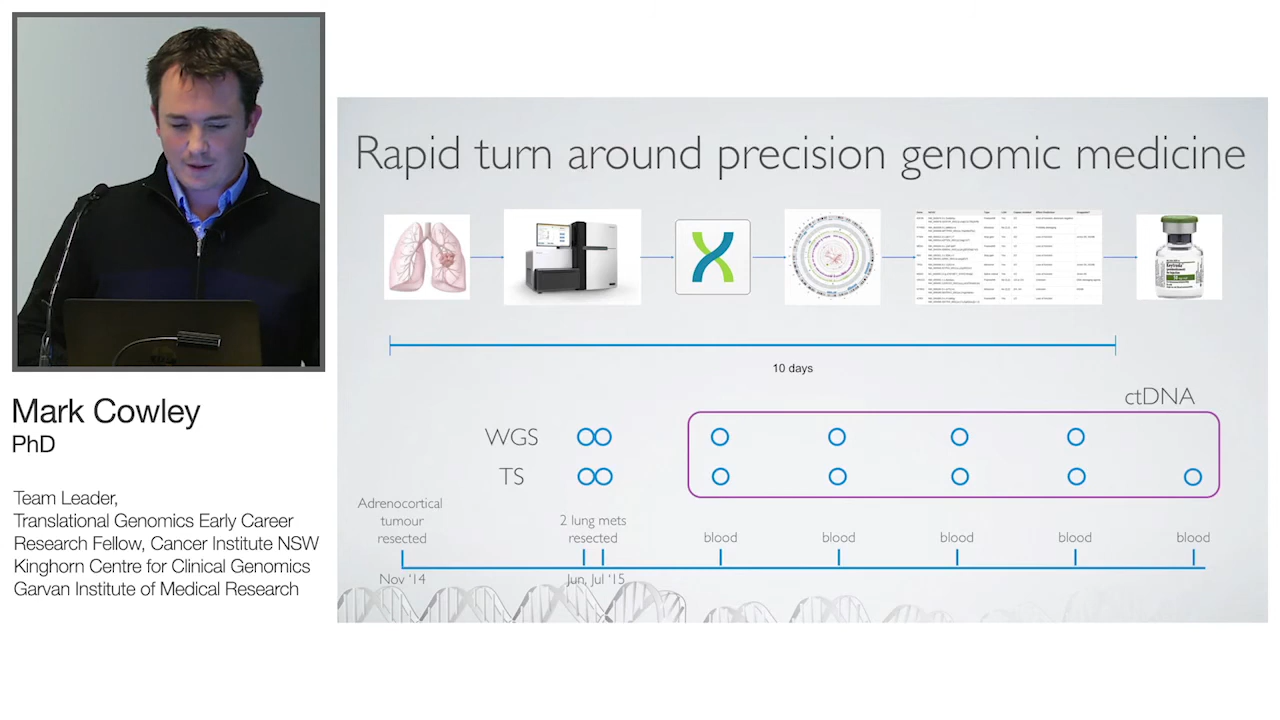 Rapid turn around precision genomic medicine
10 days
ctDNA
WGS
TS
Adrenocortical
tumour
resected
2 lung mets
resected
blood
blood
blood
blood
blood
Nov '14
Jun, Jul '15
Mark Cowley
PhD
Team Leader,
Translational Genomics Early Career
Research Fellow, Cancer Institute NSW
Kinghorn Centre for Clinical Genomics
Garvan Institute of Medical Research